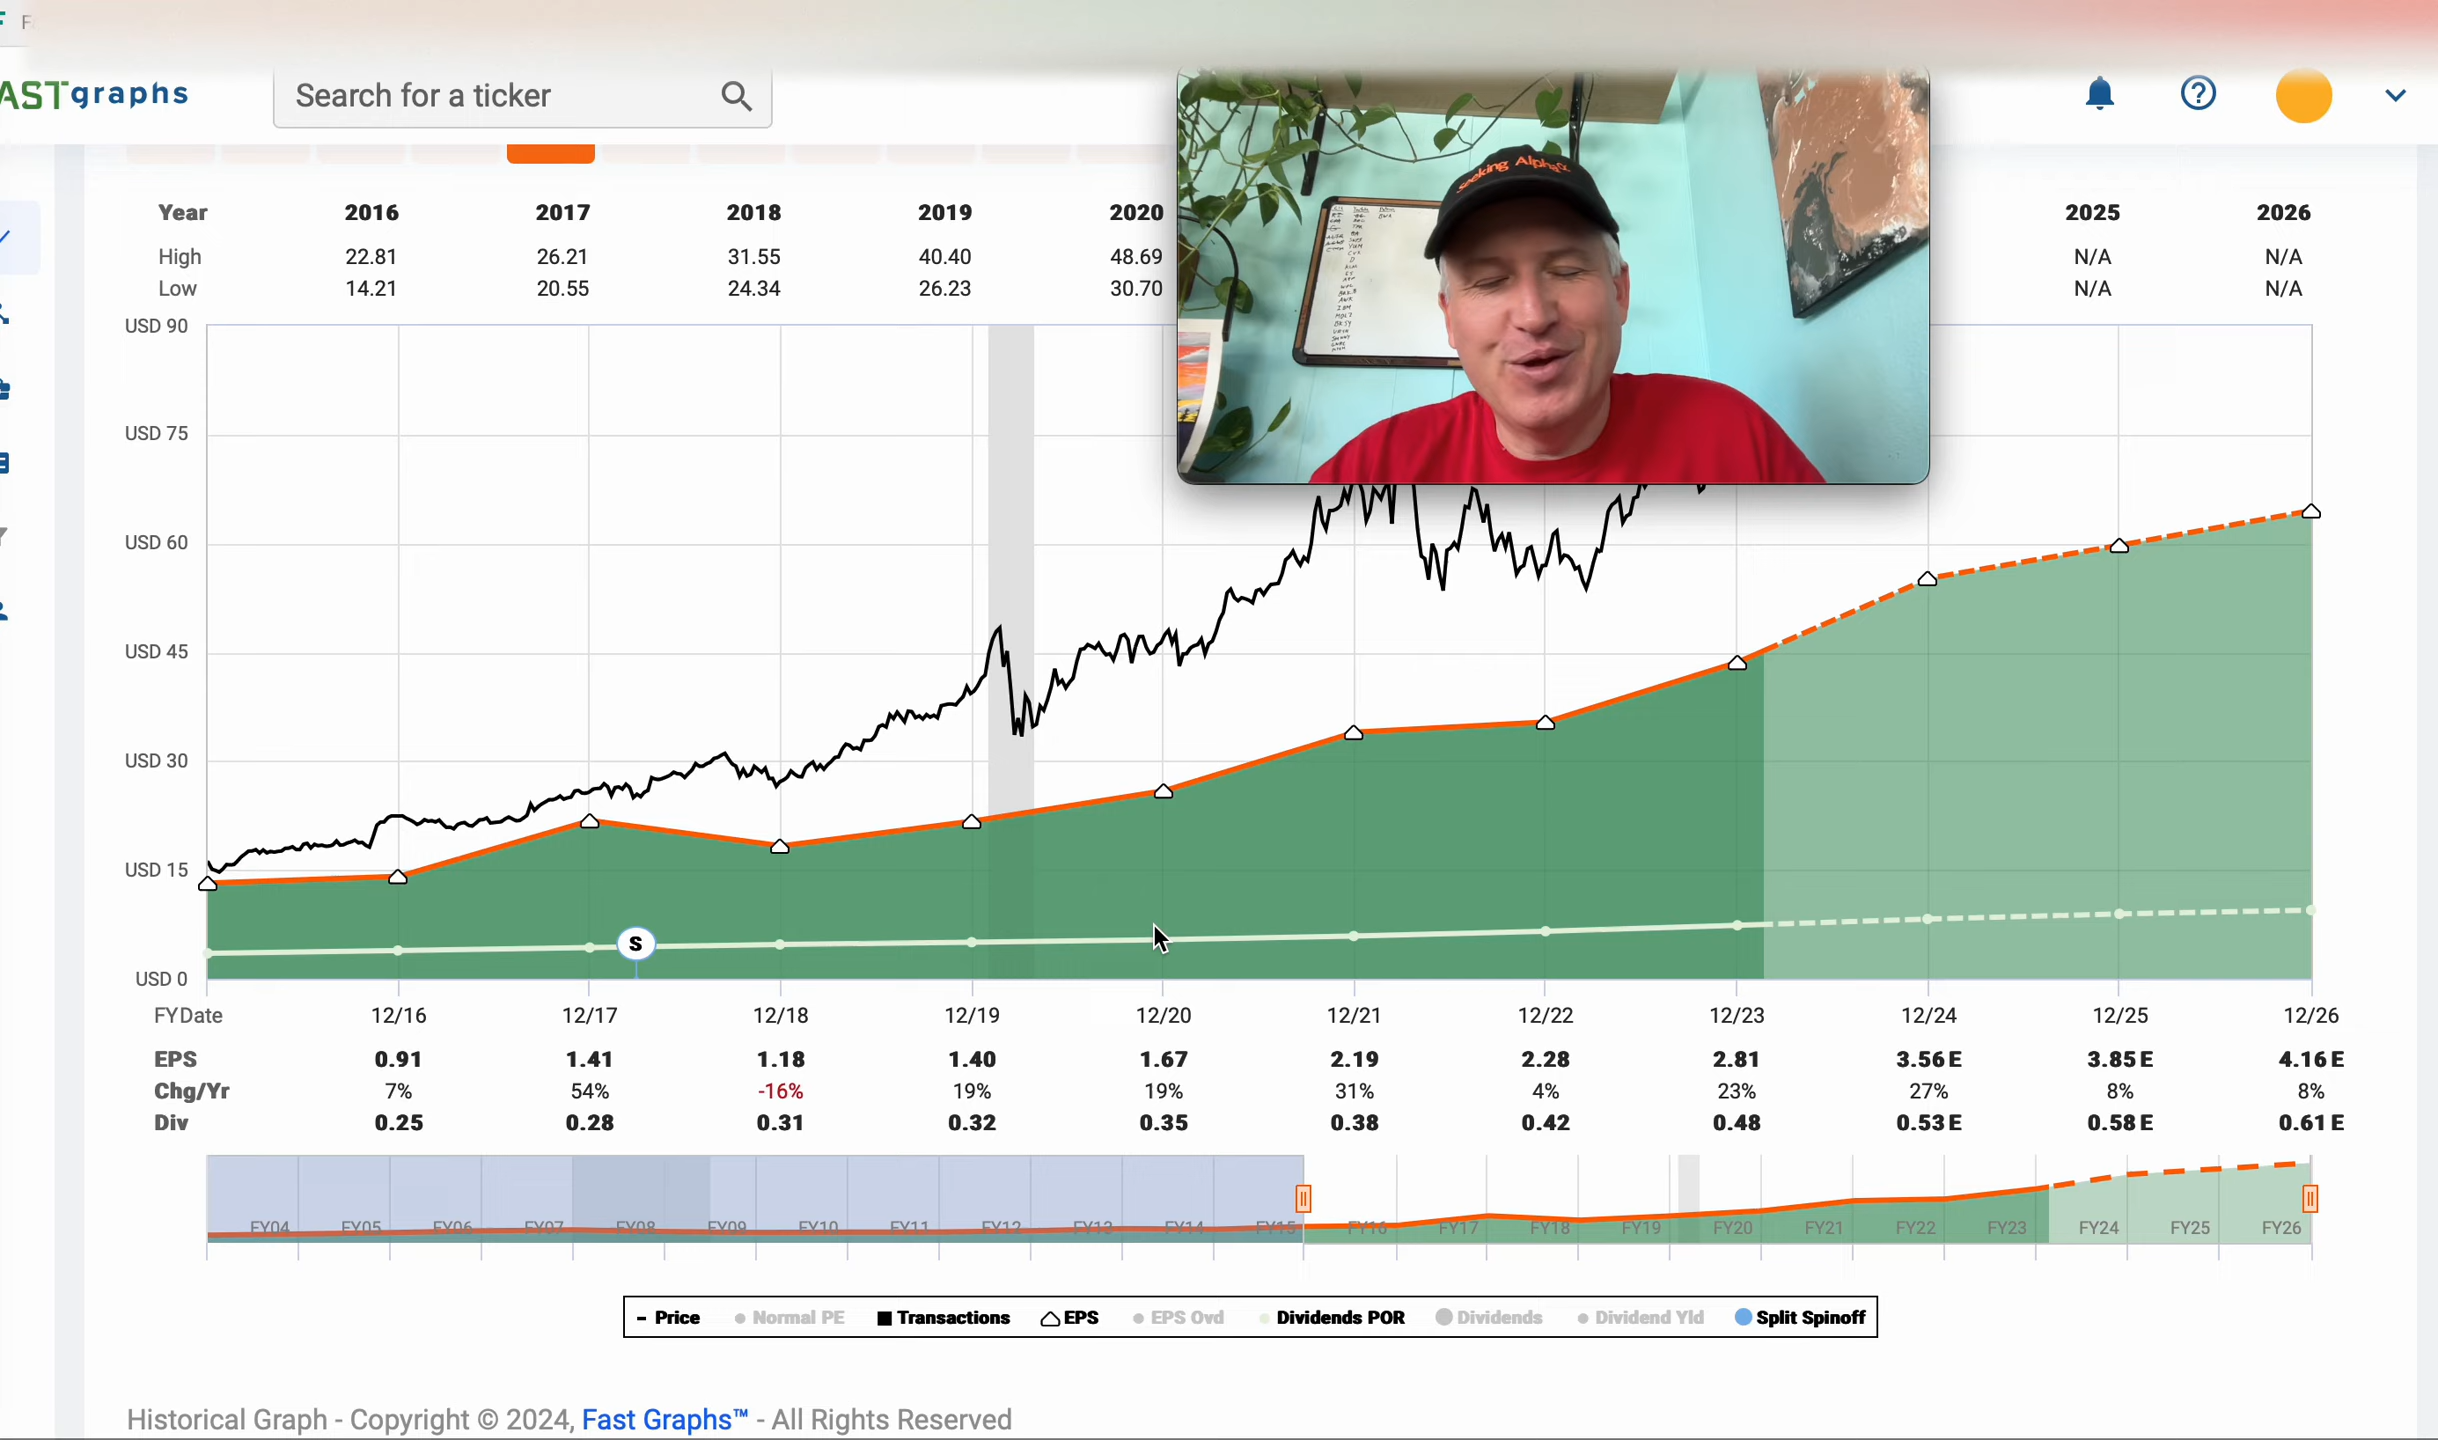 F
ASTgraphs
Search for a ticker
Seeking Alpha
Year 2016 2017 2018 2019 2020 2025 2026
High 22.81 26.21 31.55 40.40 48.69 N/A N/A
Low 14.21 20.55 24.34 26.23 30.70 N/A N/A
USD 90
USD 75
USD 60
USD 45
USD 30
USD 15
USD 0
S
FYDate 12/16 12/17 12/18 12/19 12/20 12/21 12/22 12/23 12/24 12/25 12/26
EPS 0.91 1.41 1.18 1.40 1.67 2.19 2.28 2.81 3.56E 3.85E 4.16E
Chg/Yr 7% 54% -16% 19% 19% 31% 4% 23% 27% 8% 8%
Div 0.25 0.28 0.31 0.32 0.35 0.38 0.42 0.48 0.53E 0.58E 0.61E
FY04 FY05 FY06 FY07 FY08 FY09 FY10 FY11 FY12 FY13 FY14 FY15 FY16 FY17 FY18 FY19 FY20 FY21 FY22 FY23 FY24 FY25 FY26
Price Normal PE Transactions EPS EPS Ovd Dividends POR Dividends Dividend Yld Split Spinoff
Historical Graph - Copyright © 2024, Fast Graphs™ - All Rights Reserved